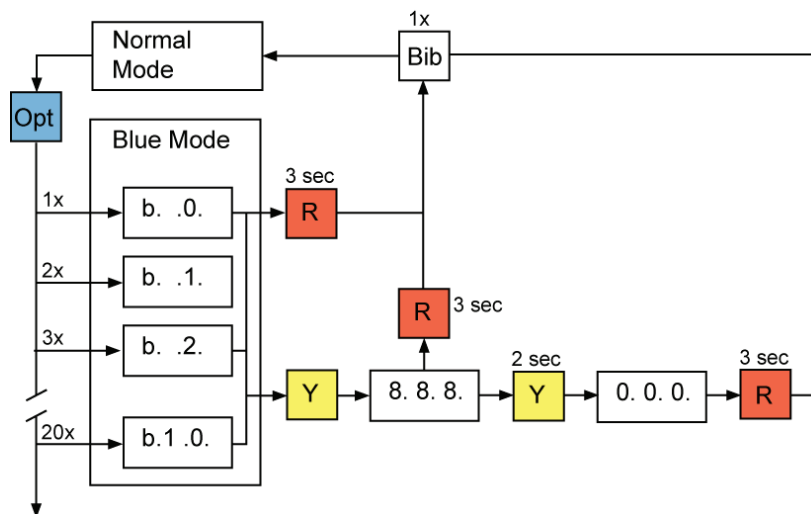 1x
Normal
Mode
Bib
Opt
Blue Mode
1x
b. .0.
3 sec
R
2x
b. .1.
R
3 sec
3x
b. .2.
Y
8. 8. 8.
2 sec
Y
0. 0. 0.
3 sec
R
20x
b.1 .0.